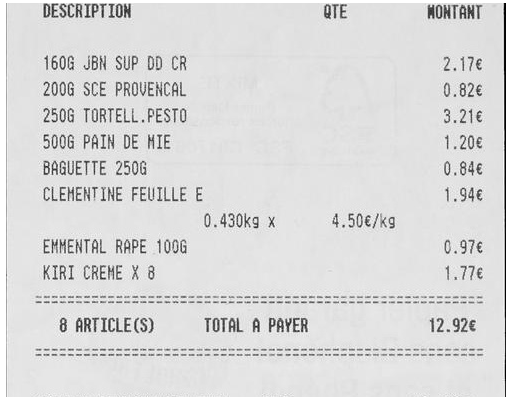 DESCRIPTION QTE MONTANT
160G JBN SUP DD CR 2.17€
200G SCE PROVENCAL 0.82€
250G TORTELL.PESTO 3.21€
500G PAIN DE MIE 1.20€
BAGUETTE 250G 0.84€
CLEMENTINE FEUILLE E 1.94€
0.430kg x 4.50€/kg
EMMENTAL RAPE 100G 0.97€
KIRI CREME X 8 1.77€
8 ARTICLE(S) TOTAL A PAYER 12.92€